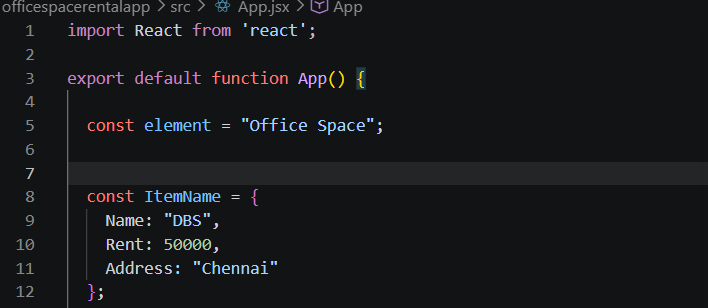 officespacerentalapp > src > App.jsx > App
1 import React from 'react';
2
3 export default function App() {
4
5 const element = "Office Space";
6
7
8 const ItemName = {
9 Name: "DBS",
10 Rent: 50000,
11 Address: "Chennai"
12 };